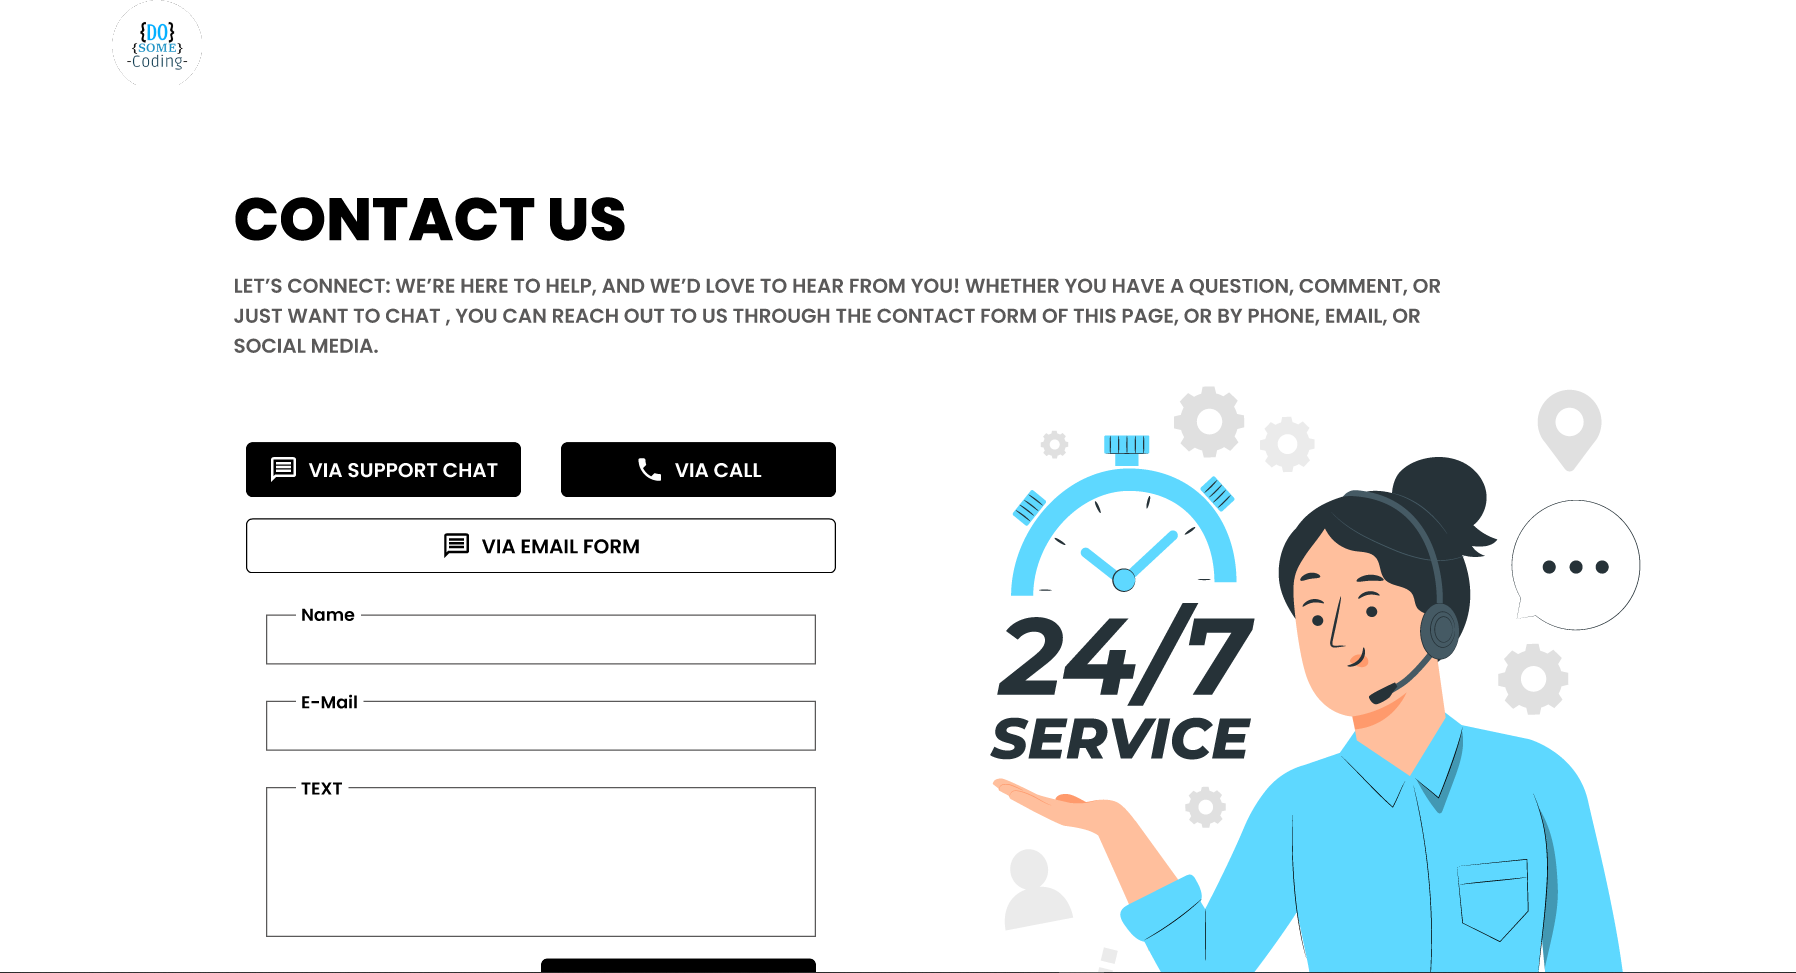 {DO}
{SOME}
-Coding-
CONTACT US
LET’S CONNECT: WE’RE HERE TO HELP, AND WE’D LOVE TO HEAR FROM YOU! WHETHER YOU HAVE A QUESTION, COMMENT, OR
JUST WANT TO CHAT , YOU CAN REACH OUT TO US THROUGH THE CONTACT FORM OF THIS PAGE, OR BY PHONE, EMAIL, OR
SOCIAL MEDIA.
VIA SUPPORT CHAT
VIA CALL
VIA EMAIL FORM
Name
E-Mail
TEXT
24/7
SERVICE